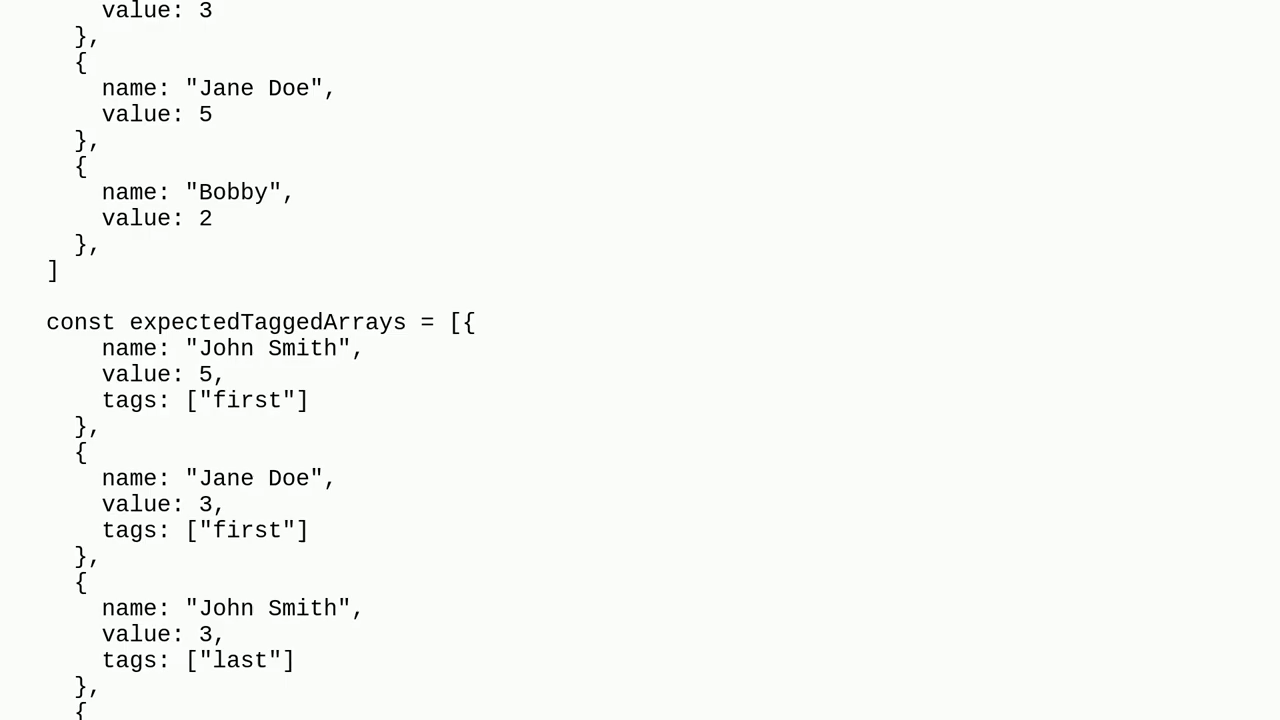 value: 3
},
{
name: "Jane Doe",
value: 5
},
{
name: "Bobby",
value: 2
},
]
const expectedTaggedArrays = [{
name: "John Smith",
value: 5,
tags: ["first"]
},
{
name: "Jane Doe",
value: 3,
tags: ["first"]
},
{
name: "John Smith",
value: 3,
tags: ["last"]
},
{